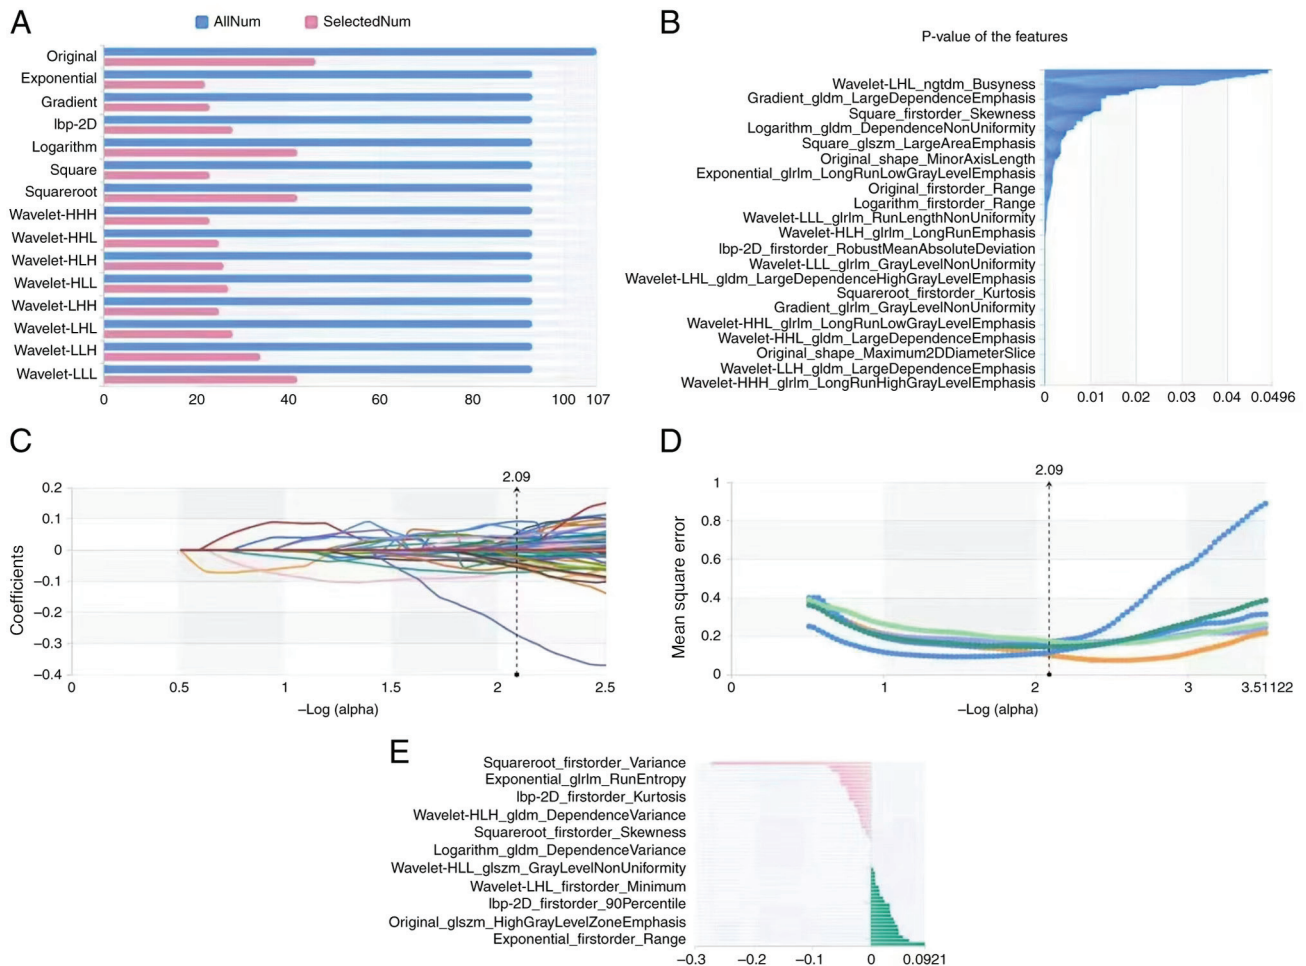 A
AllNum
SelectedNum
Original
Exponential
Gradient
lbp-2D
Logarithm
Square
Squareroot
Wavelet-HHH
Wavelet-HHL
Wavelet-HLH
Wavelet-HLL
Wavelet-LHH
Wavelet-LHL
Wavelet-LLH
Wavelet-LLL
0 20 40 60 80 100 107
B
P-value of the features
Wavelet-LHL_ngtdm_Busyness
Gradient_gldm_LargeDependenceEmphasis
Square_firstorder_Skewness
Logarithm_gldm_DependenceNonUniformity
Square_glszm_LargeAreaEmphasis
Original_shape_MinorAxisLength
Exponential_glrlm_LongRunLowGrayLevelEmphasis
Original_firstorder_Range
Logarithm_firstorder_Range
Wavelet-LLL_glrlm_RunLengthNonUniformity
Wavelet-HLH_glrlm_LongRunEmphasis
lbp-2D_firstorder_RobustMeanAbsoluteDeviation
Wavelet-LLL_glrlm_GrayLevelNonUniformity
Wavelet-LHL_gldm_LargeDependenceHighGrayLevelEmphasis
Squareroot_firstorder_Kurtosis
Gradient_glrlm_GrayLevelNonUniformity
Wavelet-HHL_glrlm_LongRunLowGrayLevelEmphasis
Wavelet-HHL_gldm_LargeDependenceEmphasis
Original_shape_Maximum2DDiameterSlice
Wavelet-LLH_gldm_LargeDependenceEmphasis
Wavelet-HHH_glrlm_LongRunHighGrayLevelEmphasis
0 0.01 0.02 0.03 0.04 0.0496
C
2.09
Coefficients
0.2
0.1
0
–0.1
–0.2
–0.3
–0.4
0 0.5 1 1.5 2 2.5
–Log (alpha)
D
2.09
Mean square error
1
0.8
0.6
0.4
0.2
0
0 1 2 3 3.51122
–Log (alpha)
E
Squareroot_firstorder_Variance
Exponential_glrlm_RunEntropy
lbp-2D_firstorder_Kurtosis
Wavelet-HLH_gldm_DependenceVariance
Squareroot_firstorder_Skewness
Logarithm_gldm_DependenceVariance
Wavelet-HLL_glszm_GrayLevelNonUniformity
Wavelet-LHL_firstorder_Minimum
lbp-2D_firstorder_90Percentile
Original_glszm_HighGrayLevelZoneEmphasis
Exponential_firstorder_Range
–0.3 –0.2 –0.1 0 0.0921